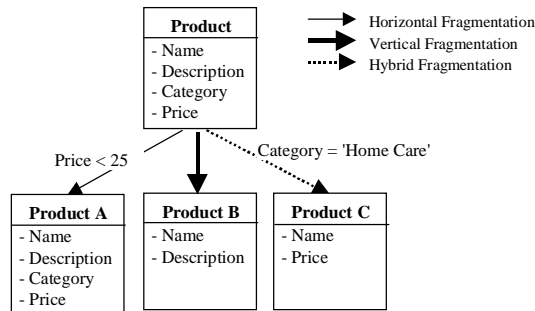 Product
- Name
- Description
- Category
- Price
Horizontal Fragmentation
Vertical Fragmentation
Hybrid Fragmentation
Price < 25
Category = 'Home Care'
Product A
- Name
- Description
- Category
- Price
Product B
- Name
- Description
Product C
- Name
- Price